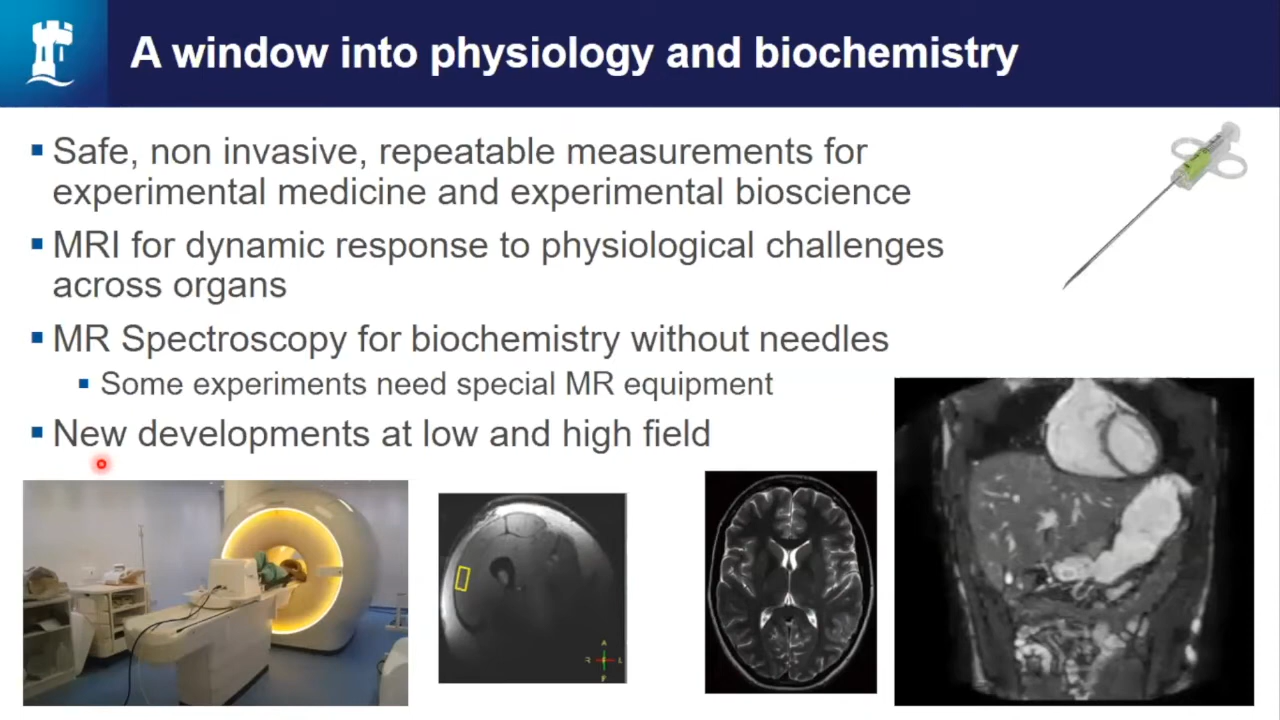 A window into physiology and biochemistry
Safe, non invasive, repeatable measurements for
experimental medicine and experimental bioscience
MRI for dynamic response to physiological challenges
across organs
MR Spectroscopy for biochemistry without needles
Some experiments need special MR equipment
New developments at low and high field
A
R
L